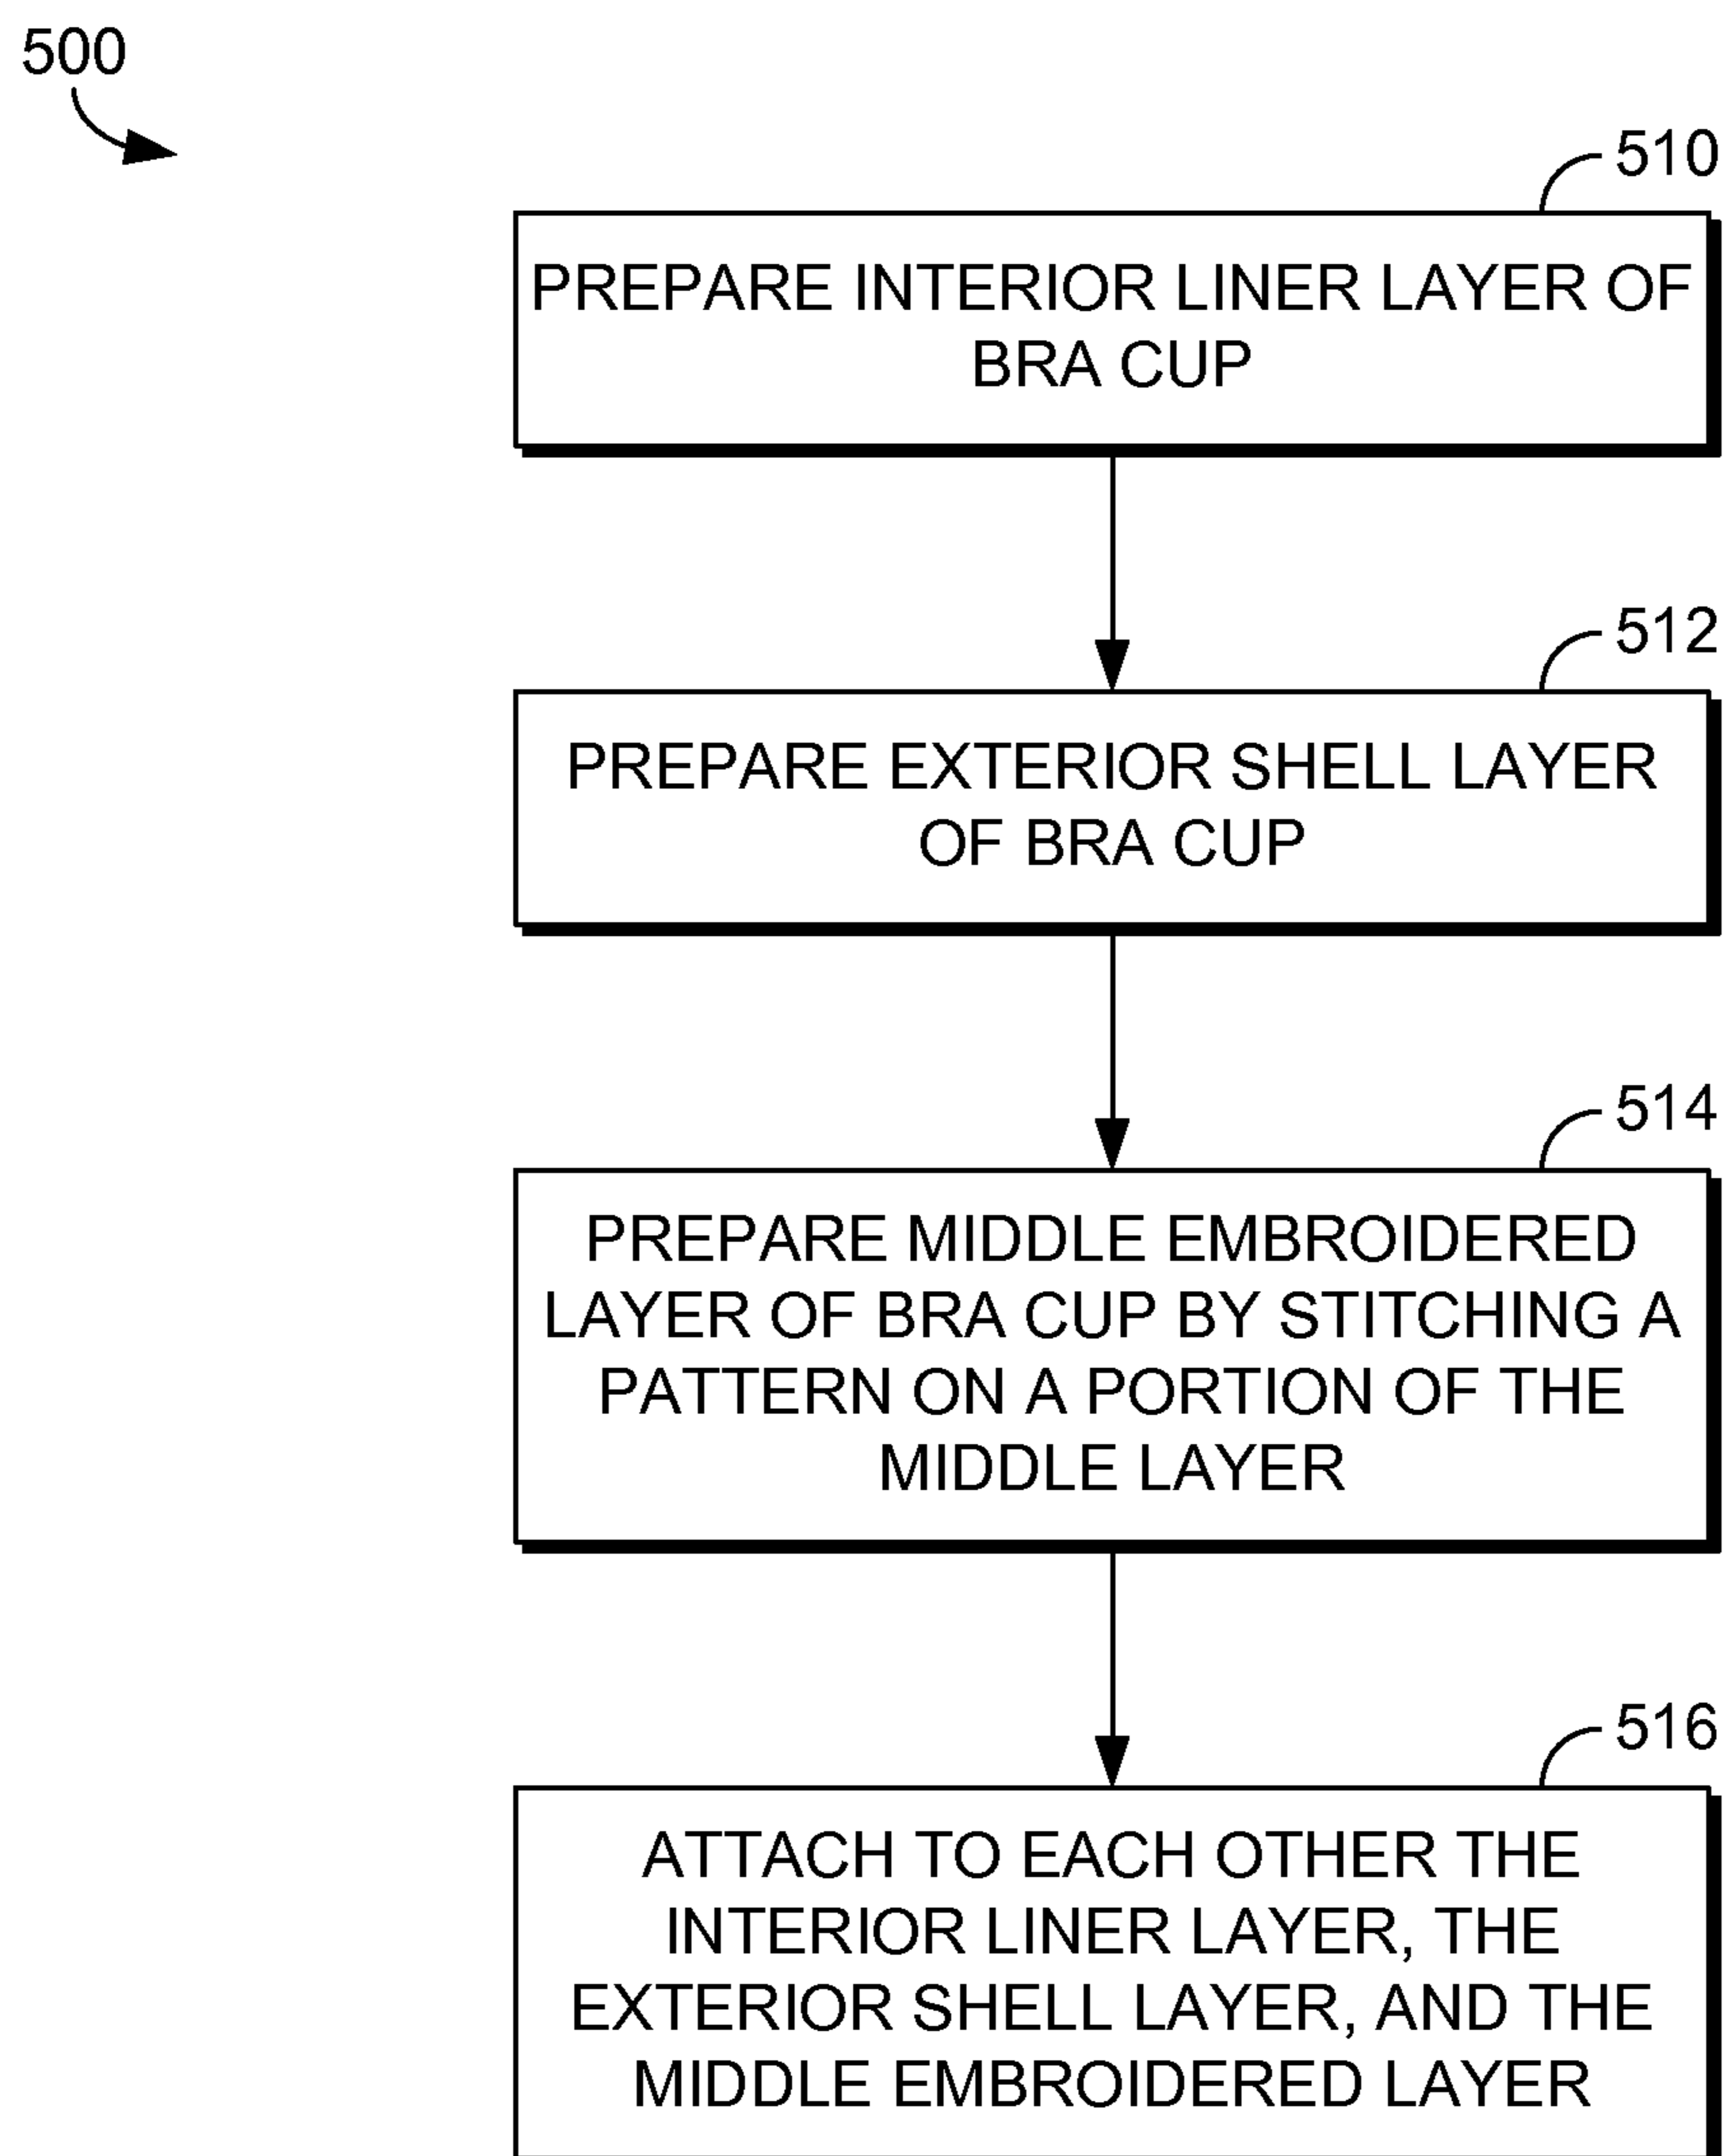 500
510
PREPARE INTERIOR LINER LAYER OF
BRA CUP
512
PREPARE EXTERIOR SHELL LAYER
OF BRA CUP
514
PREPARE MIDDLE EMBROIDERED
LAYER OF BRA CUP BY STITCHING A
PATTERN ON A PORTION OF THE
MIDDLE LAYER
516
ATTACH TO EACH OTHER THE
INTERIOR LINER LAYER, THE
EXTERIOR SHELL LAYER, AND THE
MIDDLE EMBROIDERED LAYER